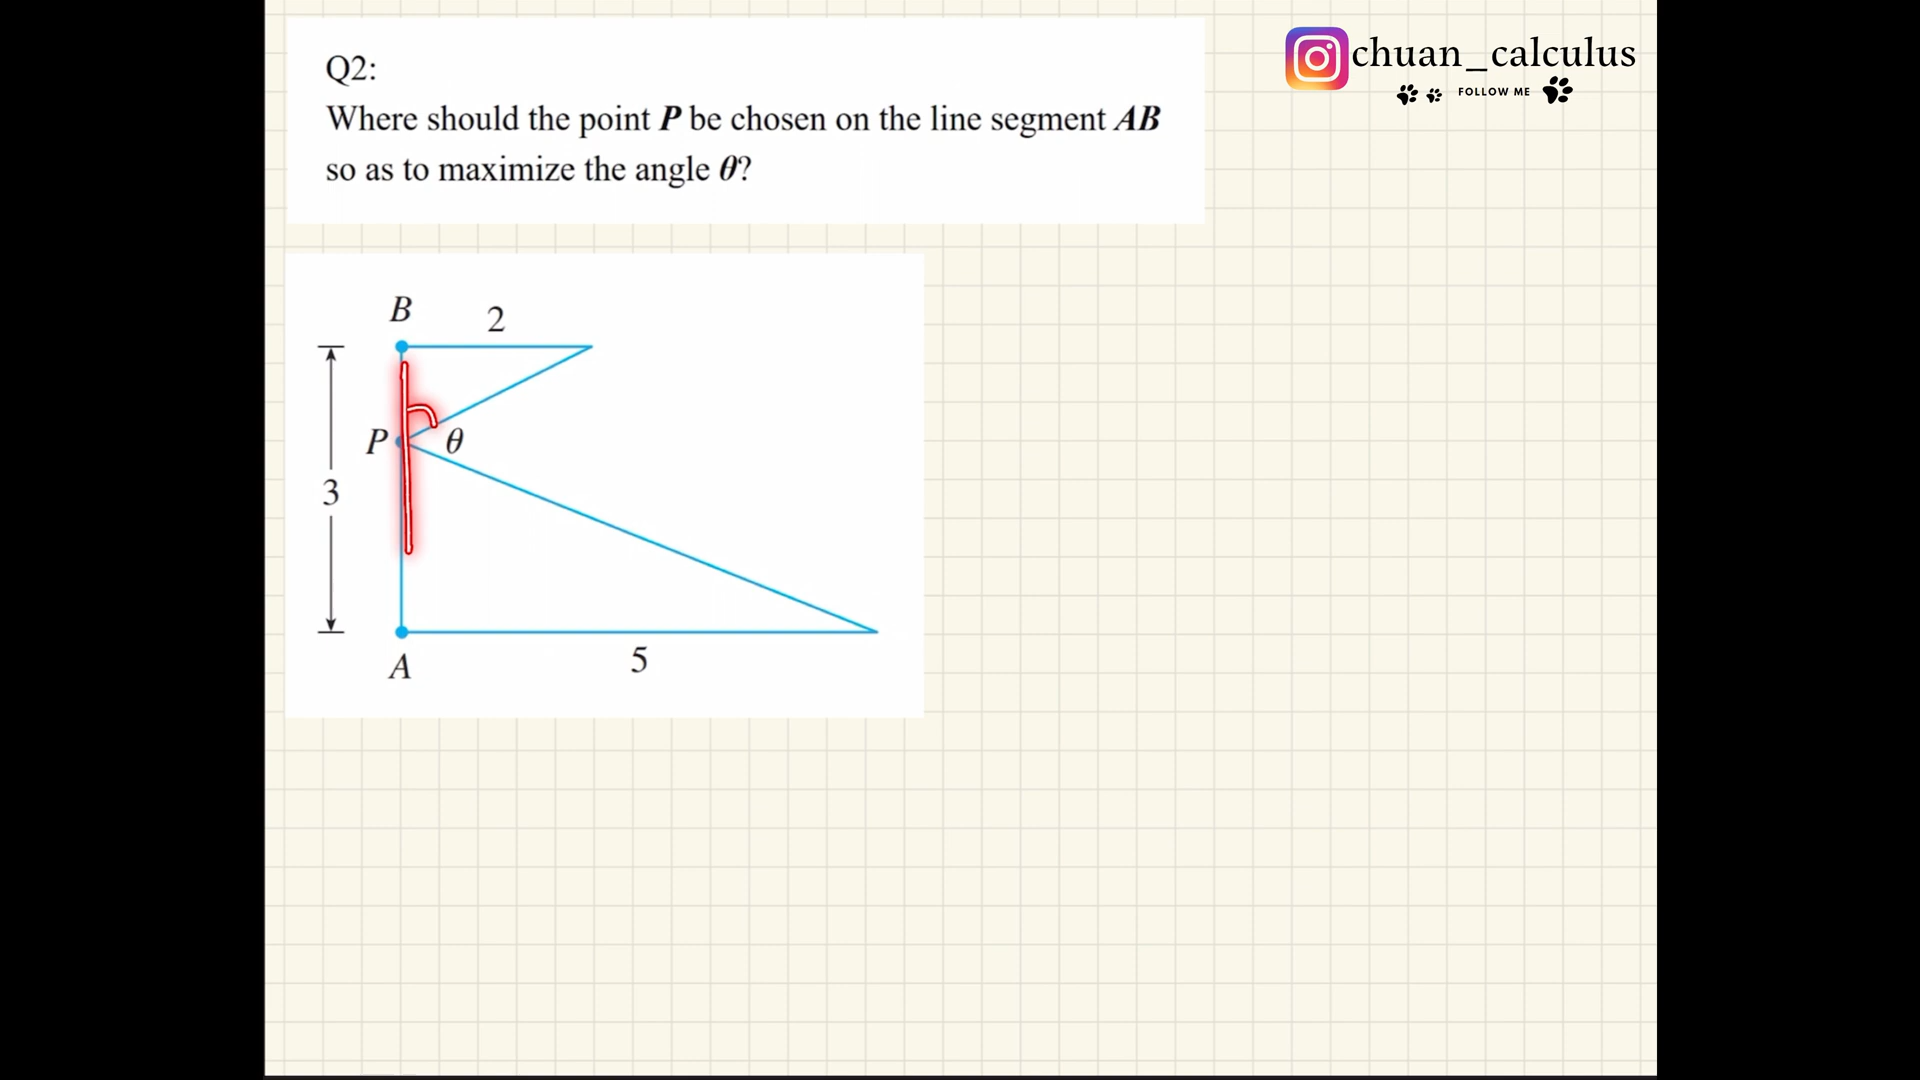 Q2:
Where should the point P be chosen on the line segment AB
so as to maximize the angle θ?
chuan_calculus
FOLLOW ME
B
2
P
θ
3
A
5